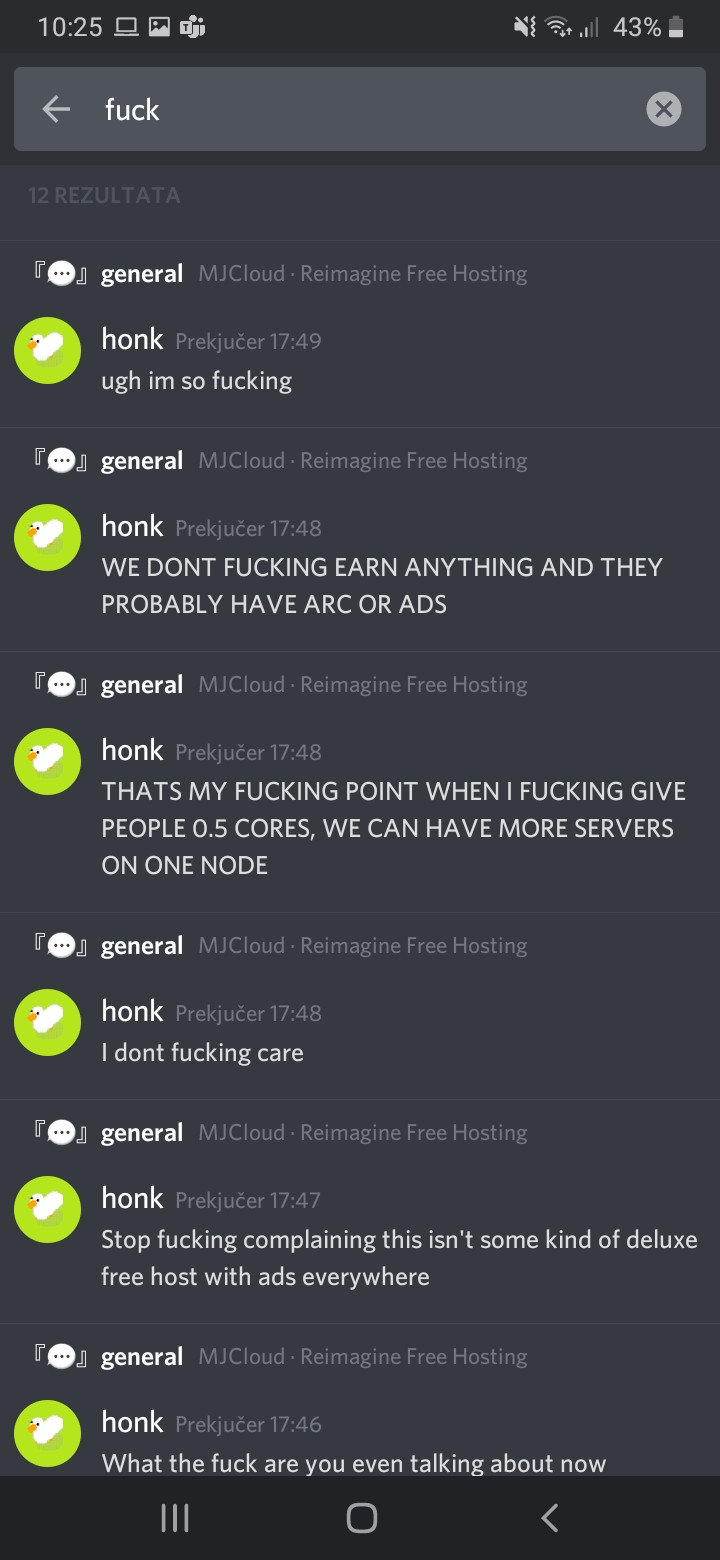 10:25 43%
fuck
12 REZULTATA
『💬』 general MJCloud · Reimagine Free Hosting
honk Prekjučer 17:49
ugh im so fucking
『💬』 general MJCloud · Reimagine Free Hosting
honk Prekjučer 17:48
WE DONT FUCKING EARN ANYTHING AND THEY
PROBABLY HAVE ARC OR ADS
『💬』 general MJCloud · Reimagine Free Hosting
honk Prekjučer 17:48
THATS MY FUCKING POINT WHEN I FUCKING GIVE
PEOPLE 0.5 CORES, WE CAN HAVE MORE SERVERS
ON ONE NODE
『💬』 general MJCloud · Reimagine Free Hosting
honk Prekjučer 17:48
I dont fucking care
『💬』 general MJCloud · Reimagine Free Hosting
honk Prekjučer 17:47
Stop fucking complaining this isn't some kind of deluxe
free host with ads everywhere
『💬』 general MJCloud · Reimagine Free Hosting
honk Prekjučer 17:46
What the fuck are you even talking about now